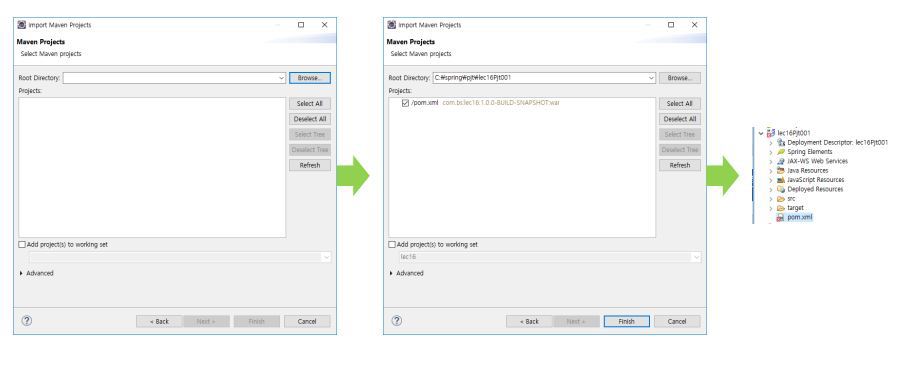 Import Maven Projects
Maven Projects
Select Maven projects
Root Directory:
Browse...
Projects:
Select All
Deselect All
Select Tree
Deselect Tree
Refresh
Add project(s) to working set
Advanced
< Back
Next >
Finish
Cancel
Import Maven Projects
Maven Projects
Select Maven projects
Root Directory: C:₩spring₩pjt₩lec16Pjt001
Browse...
Projects:
/pom.xml com.bs:lec16:1.0.0-BUILD-SNAPSHOT:war
Select All
Deselect All
Select Tree
Deselect Tree
Refresh
Add project(s) to working set
lec16
Advanced
< Back
Next >
Finish
Cancel
lec16Pjt001
Deployment Descriptor: lec16Pjt001
Spring Elements
JAX-WS Web Services
Java Resources
JavaScript Resources
Deployed Resources
src
target
pom.xml